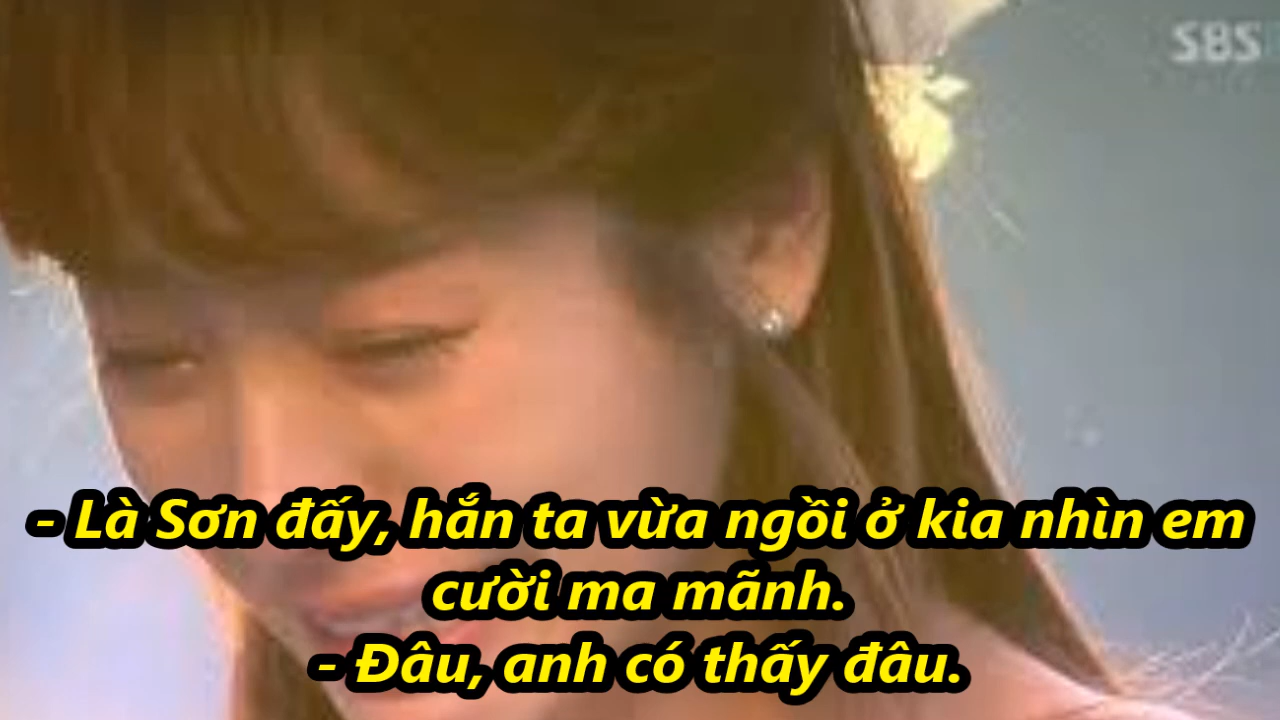 SBS
- Là Sơn đấy, hắn ta vừa ngồi ở kia nhìn em
cười ma mãnh.
- Đâu, anh có thấy đâu.